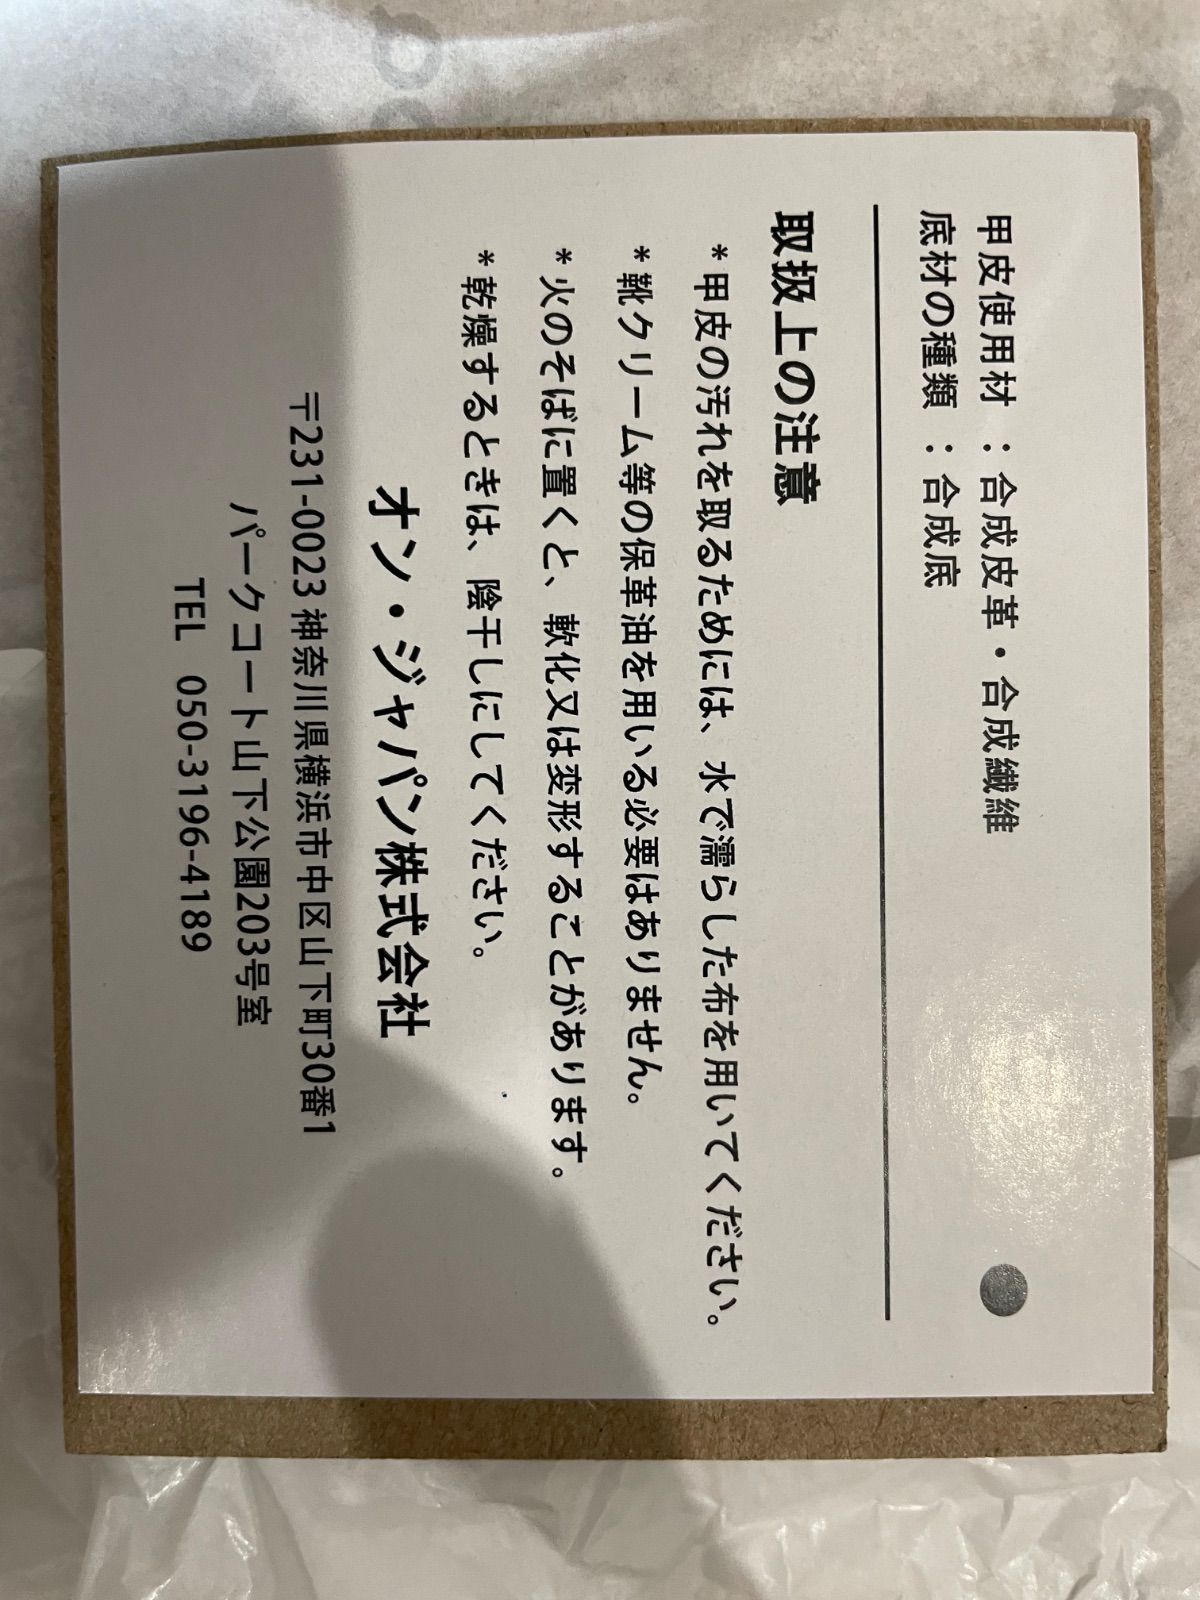 甲皮使用材 ：合成皮革・合成繊維
底材の種類 ：合成底
取扱上の注意
*甲皮の汚れを取るためには、水で濡らした布を用いてください。
*靴クリーム等の保革油を用いる必要はありません。
*火のそばに置くと、軟化又は変形することがあります。
*乾燥するときは、陰干しにしてください。
オン・ジャパン株式会社
〒231-0023 神奈川県横浜市中区山下町30番1
パークコート山下公園203号室
TEL 050-3196-4189